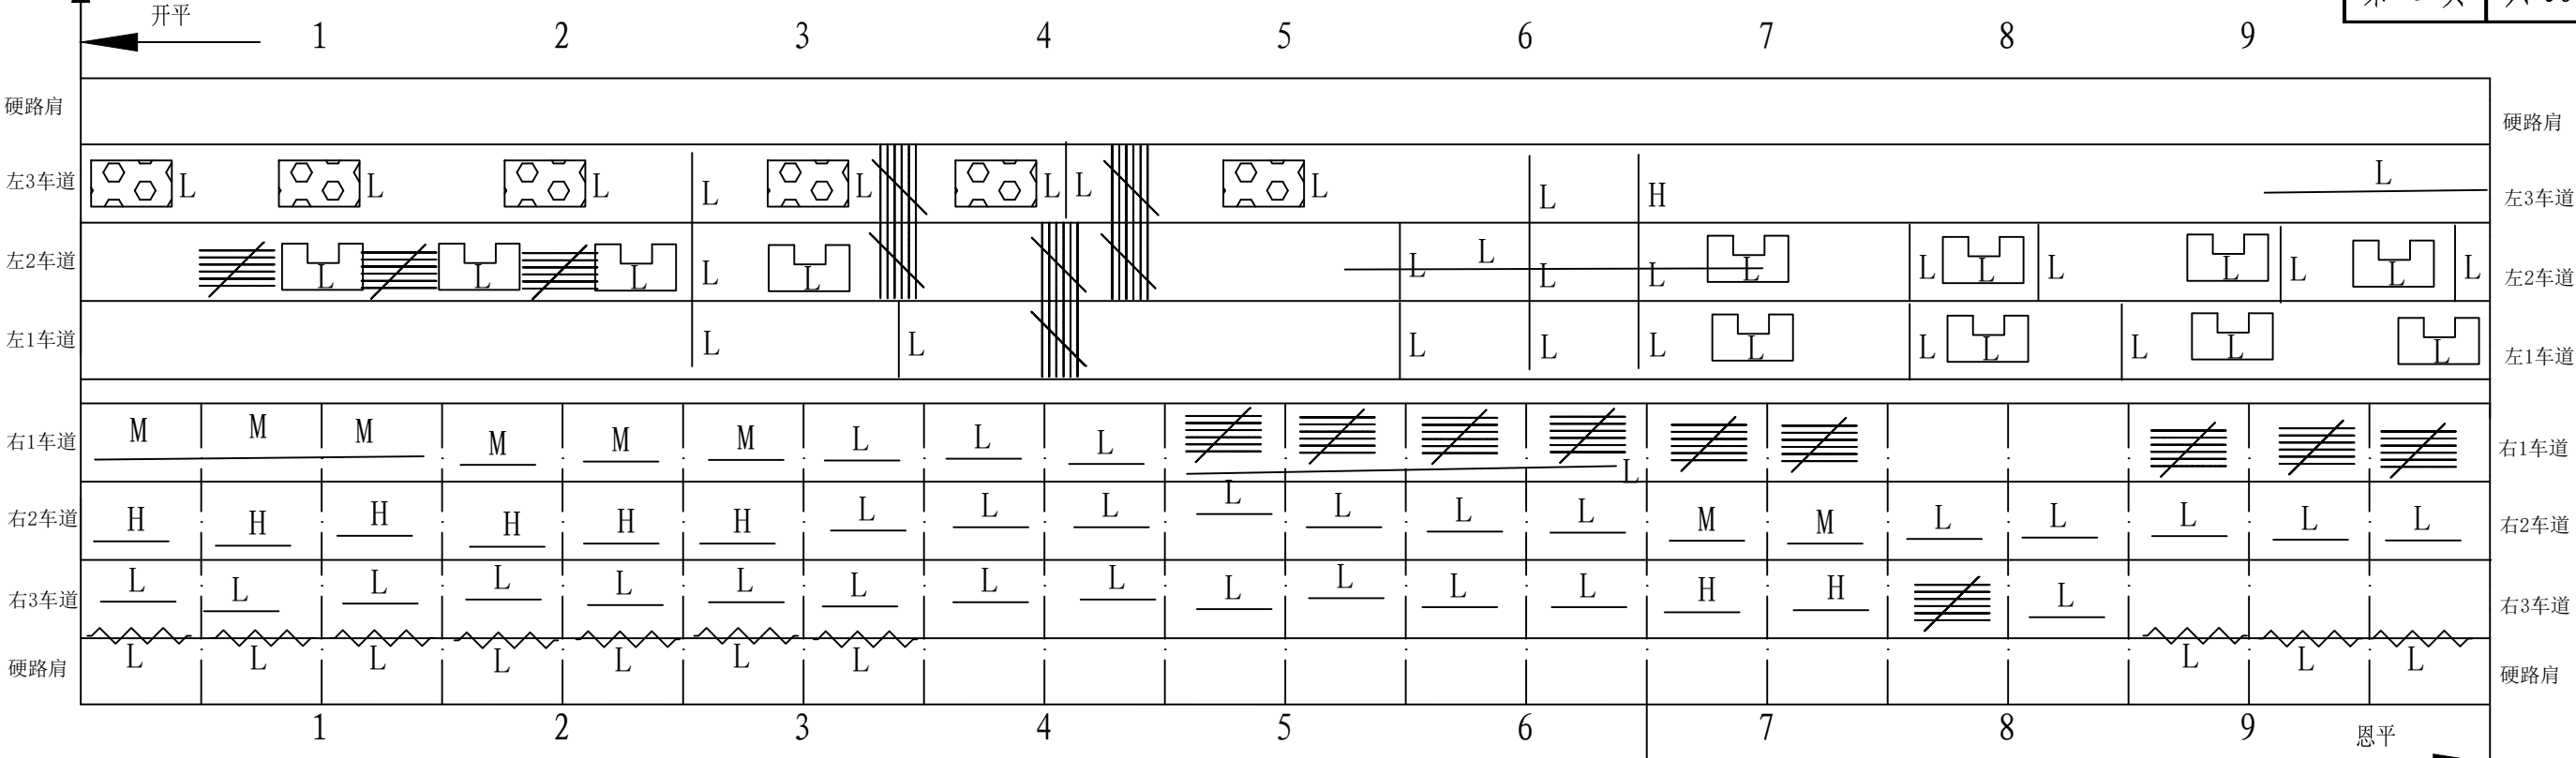 开平
1 2 3 4 5 6 7 8 9
硬路肩 硬路肩
左3车道 L L L L L L L L L H L 左3车道
左2车道 L L L L L L L L L L L L L L L L L 左2车道
左1车道 L L L L L L L L L L L 左1车道
右1车道 M M M M M M L L L L 右1车道
右2车道 H H H H H H L L L L L L L M M L L L L L 右2车道
右3车道 L L L L L L L L L L L L L H H L 右3车道
硬路肩 L L L L L L L L L L 硬路肩
1 2 3 4 5 6 7 8 9
恩平